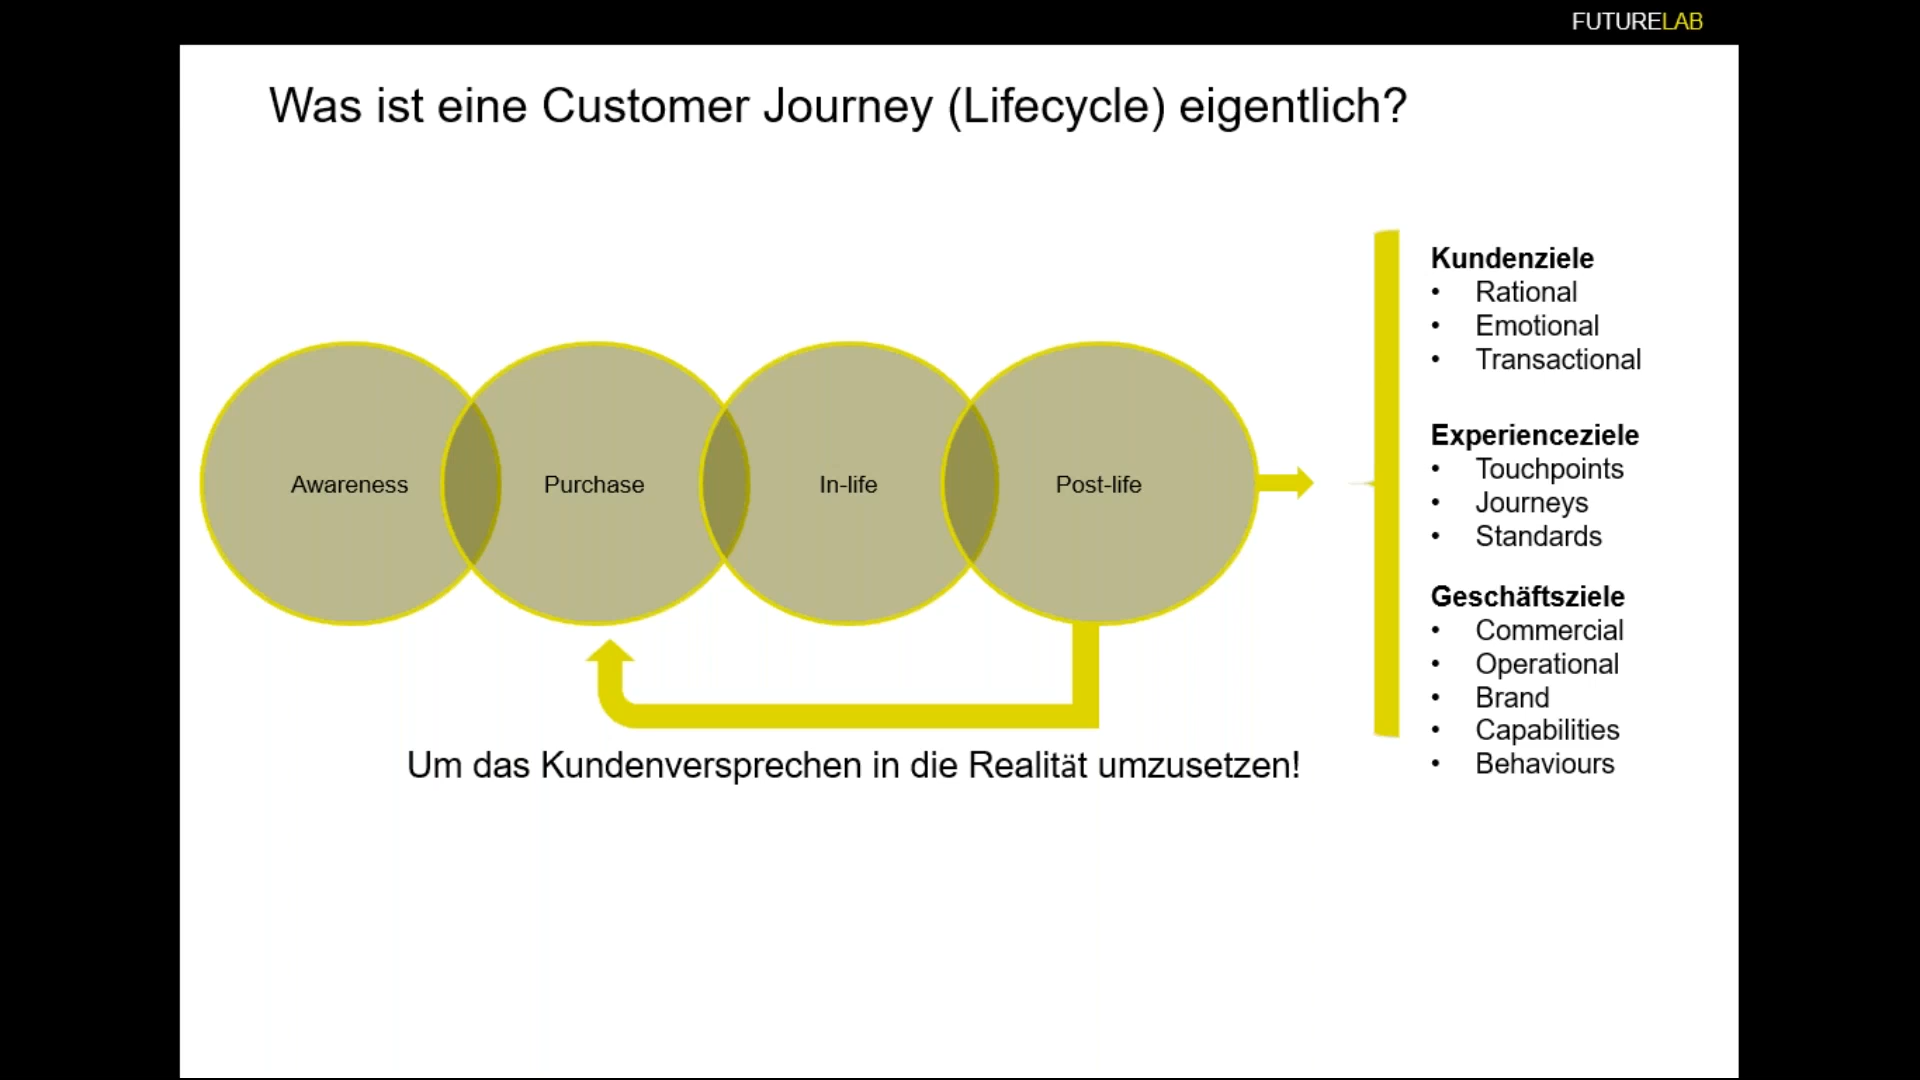 FUTURELAB
Was ist eine Customer Journey (Lifecycle) eigentlich?
Awareness
Purchase
In-life
Post-life
Um das Kundenversprechen in die Realität umzusetzen!
Kundenziele
• Rational
• Emotional
• Transactional
Experienceziele
• Touchpoints
• Journeys
• Standards
Geschäftsziele
• Commercial
• Operational
• Brand
• Capabilities
• Behaviours